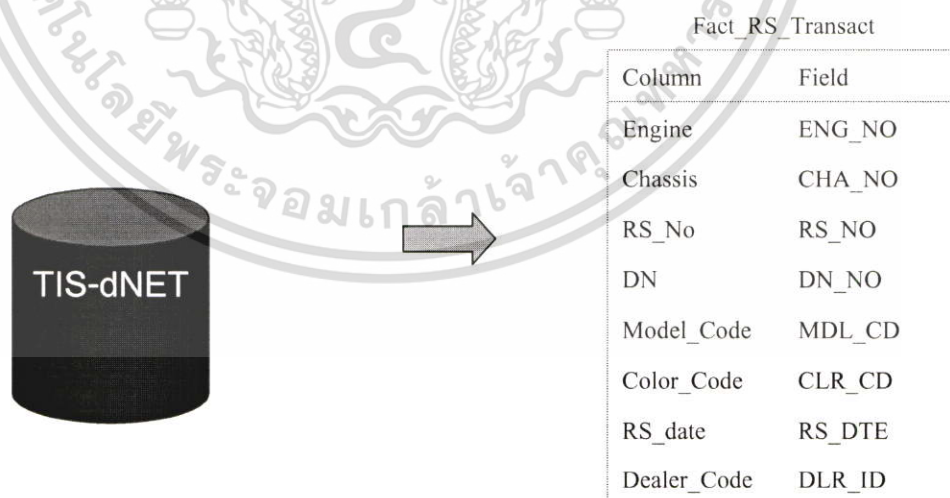 Fact_RS_Transact
Column Field
Engine ENG_NO
Chassis CHA_NO
RS_No RS_NO
DN DN_NO
Model_Code MDL_CD
Color_Code CLR_CD
RS_date RS_DTE
Dealer_Code DLR_ID
TIS-dNET